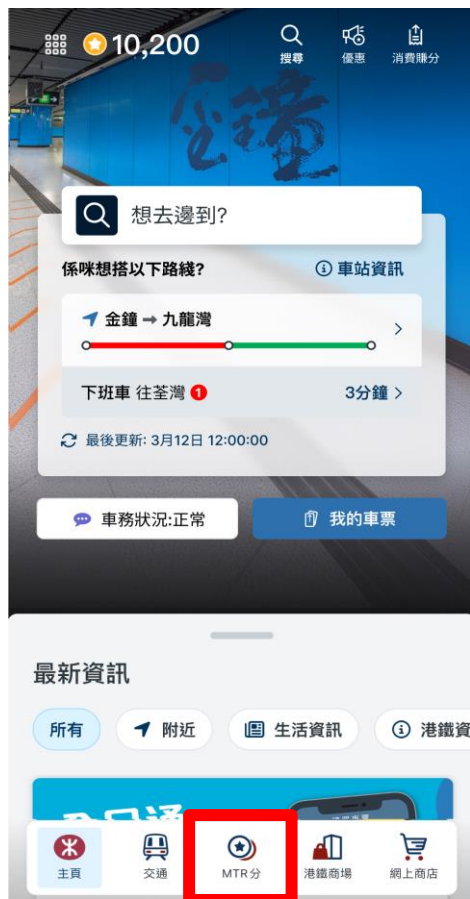 10,200
搜尋 優惠 消費賺分
金鐘
想去邊到?
係咪想搭以下路綫? 車站資訊
金鐘 → 九龍灣
下班車 往荃灣 1 3分鐘 >
最後更新: 3月12日 12:00:00
車務狀況:正常 我的車票
最新資訊
所有 附近 生活資訊 港鐵資
主頁 交通 MTR分 港鐵商場 網上商店